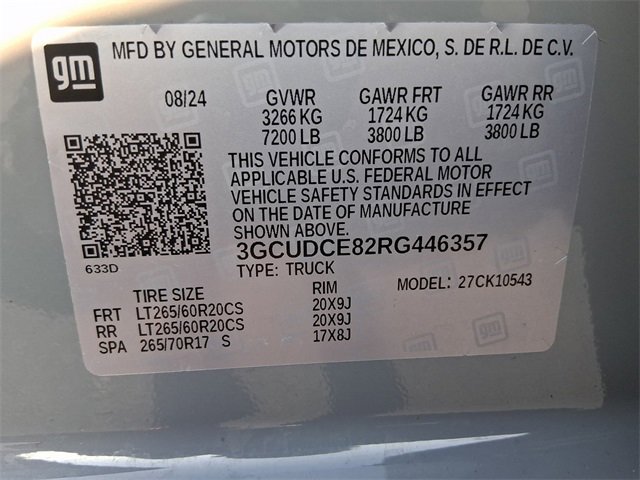 gm
MFD BY GENERAL MOTORS DE MEXICO, S. DE R.L. DE C.V.
08/24 GVWR GAWR FRT GAWR RR
3266 KG 1724 KG 1724 KG
7200 LB 3800 LB 3800 LB
THIS VEHICLE CONFORMS TO ALL
APPLICABLE U.S. FEDERAL MOTOR
VEHICLE SAFETY STANDARDS IN EFFECT
ON THE DATE OF MANUFACTURE
SHOWN ABOVE.
3GCUDCE82RG446357
633D
TYPE: TRUCK MODEL: 27CK10543
TIRE SIZE RIM
FRT LT265/60R20CS 20X9J
RR LT265/60R20CS 20X9J
SPA 265/70R17 S 17X8J